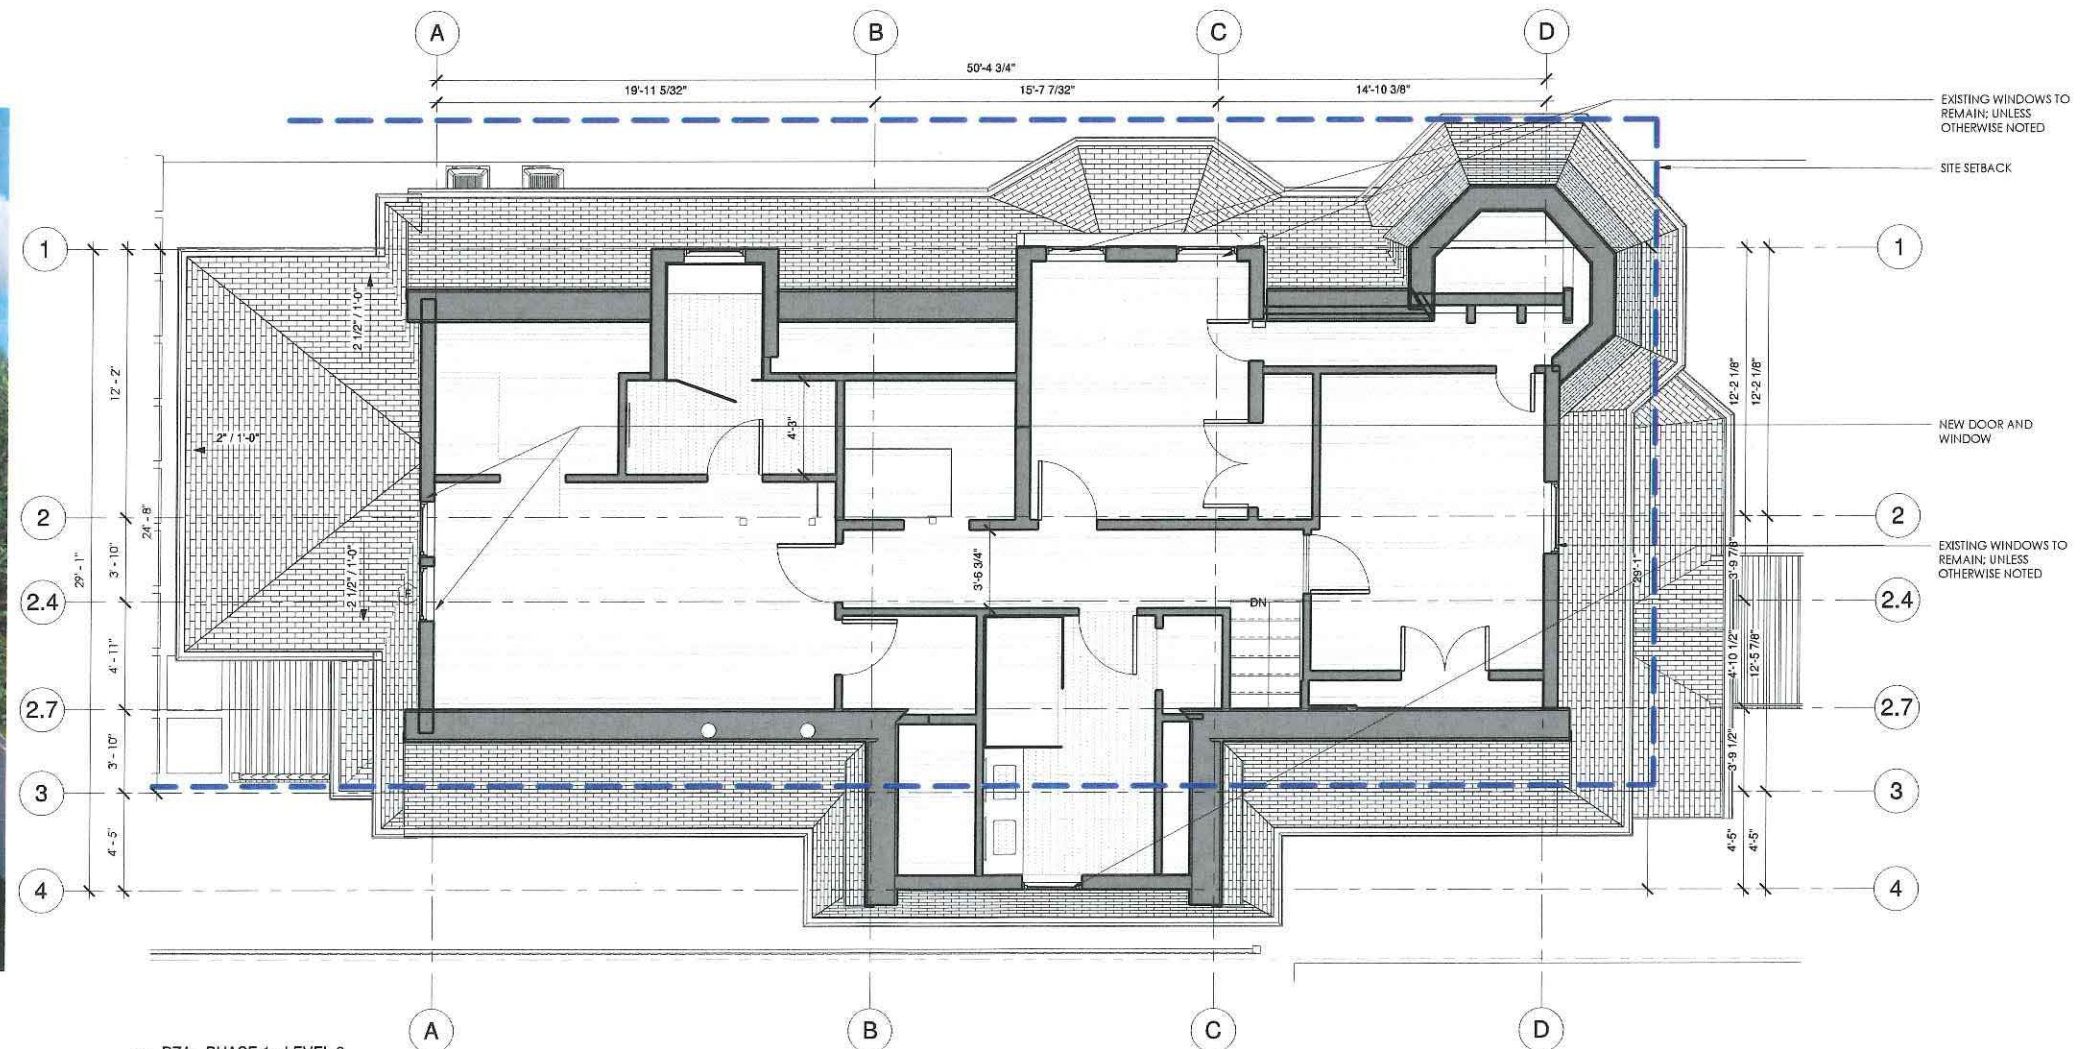 A
B
C
D
50'-4 3/4"
19'-11 5/32"
15'-7 7/32"
14'-10 3/8"
EXISTING WINDOWS TO
REMAIN; UNLESS
OTHERWISE NOTED
SITE SETBACK
1
1
2 1/2" / 1'-0"
12' - 2"
12'-2 1/8"
12'-2 1/8"
2" / 1'-0"
4'-3"
NEW DOOR AND
WINDOW
2
2
24' - 8"
29' - 1"
3' - 10"
2 1/2" / 1'-0"
3'-6 3/4"
3'-9 7/8"
29'-1"
EXISTING WINDOWS TO
REMAIN; UNLESS
OTHERWISE NOTED
2.4
DN
2.4
4' - 11"
4'-10 1/2"
12'-5 7/8"
2.7
2.7
3' - 10"
3'-9 1/2"
3
3
4' - 5"
4'-5"
4'-5"
4
4
A
B
C
D